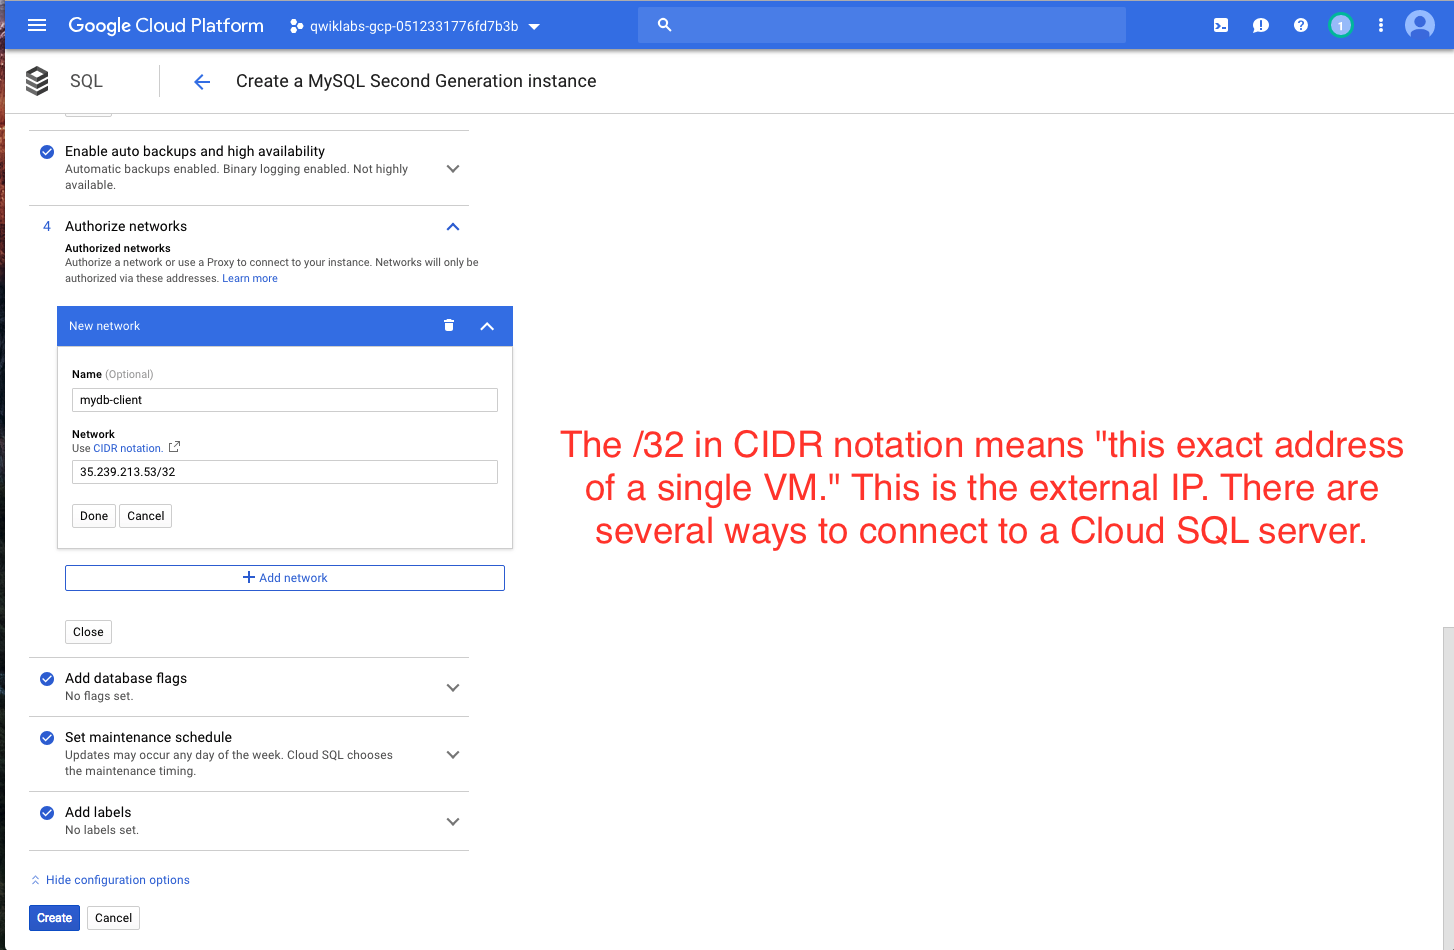 Google Cloud Platform qwiklabs-gcp-0512331776fd7b3b 1
SQL Create a MySQL Second Generation instance
Enable auto backups and high availability
Automatic backups enabled. Binary logging enabled. Not highly
available.
4 Authorize networks
Authorized networks
Authorize a network or use a Proxy to connect to your instance. Networks will only be
authorized via these addresses. Learn more
New network
Name (Optional)
mydb-client
Network
Use CIDR notation.
35.239.213.53/32
Done Cancel
Add network
Close
Add database flags
No flags set.
Set maintenance schedule
Updates may occur any day of the week. Cloud SQL chooses
the maintenance timing.
Add labels
No labels set.
Hide configuration options
Create Cancel
The /32 in CIDR notation means "this exact address
of a single VM." This is the external IP. There are
several ways to connect to a Cloud SQL server.